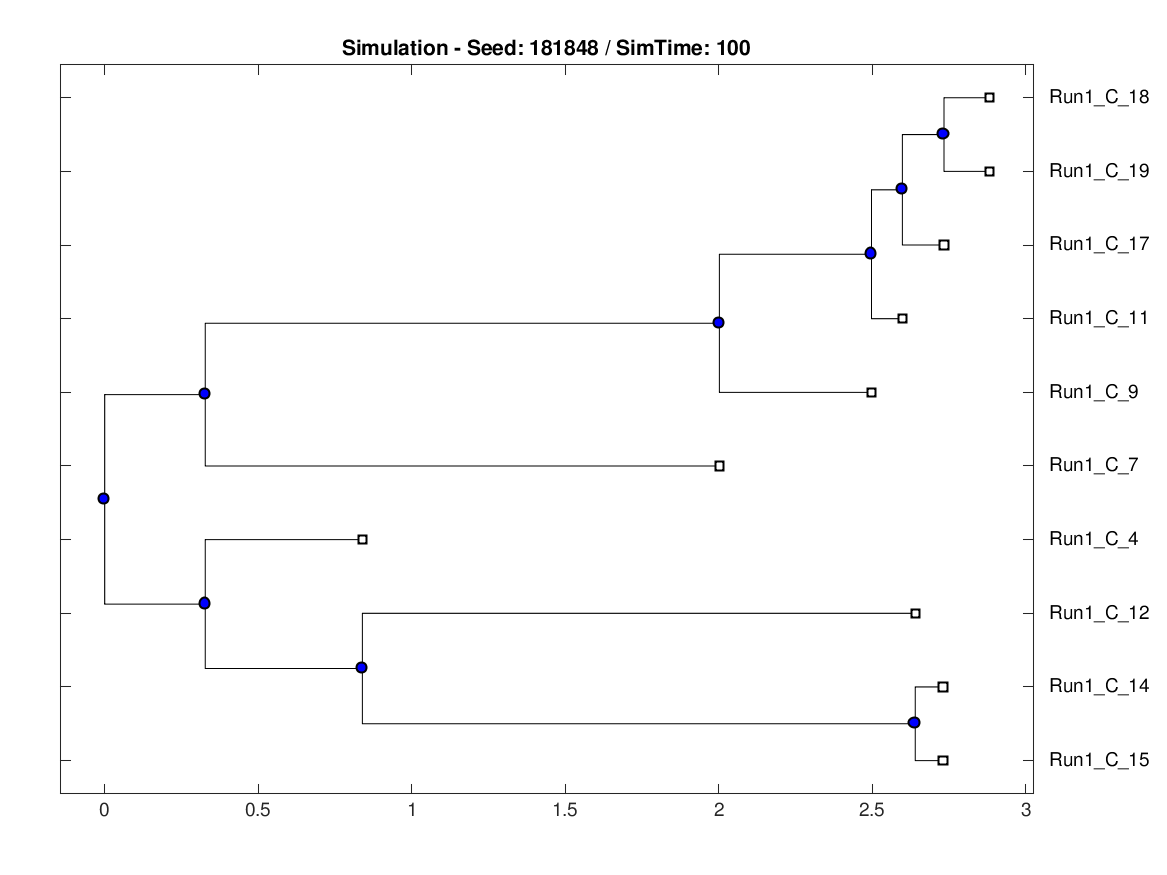 Simulation - Seed: 181848 / SimTime: 100
Run1_C_18
Run1_C_19
Run1_C_17
Run1_C_11
Run1_C_9
Run1_C_7
Run1_C_4
Run1_C_12
Run1_C_14
Run1_C_15
0 0.5 1 1.5 2 2.5 3